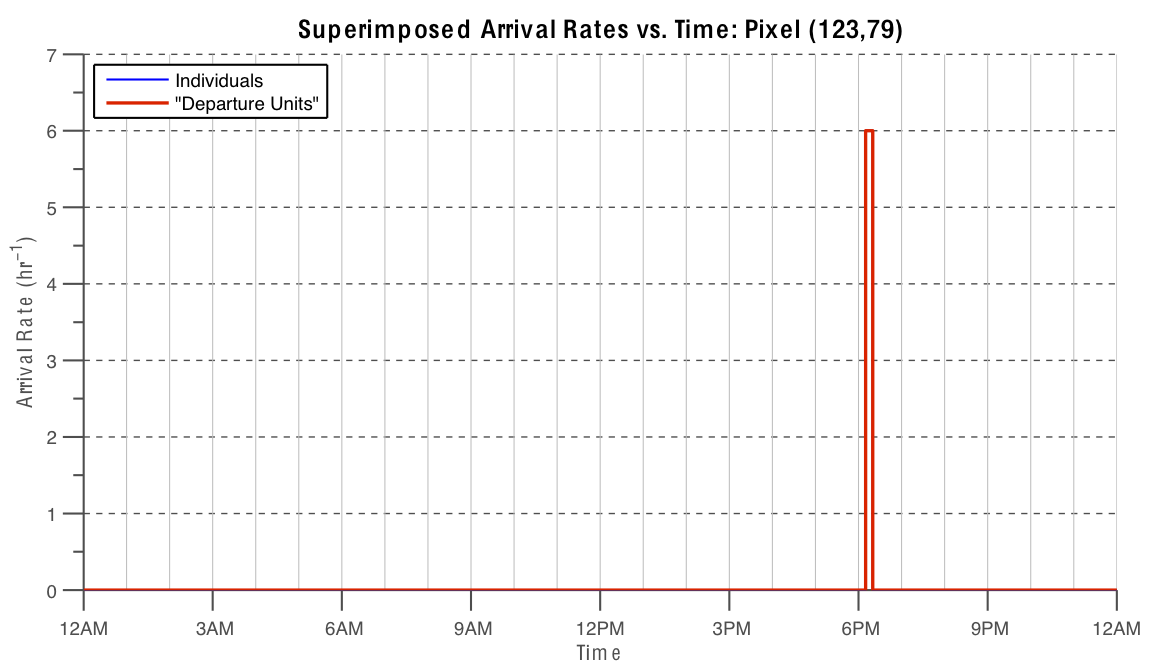 Superimposed Arrival Rates vs. Time: Pixel (123,79)
Individuals
"Departure Units"
7
6
5
4
3
2
1
0
Arrival Rate (hr⁻¹)
12AM 3AM 6AM 9AM 12PM 3PM 6PM 9PM 12AM
Time